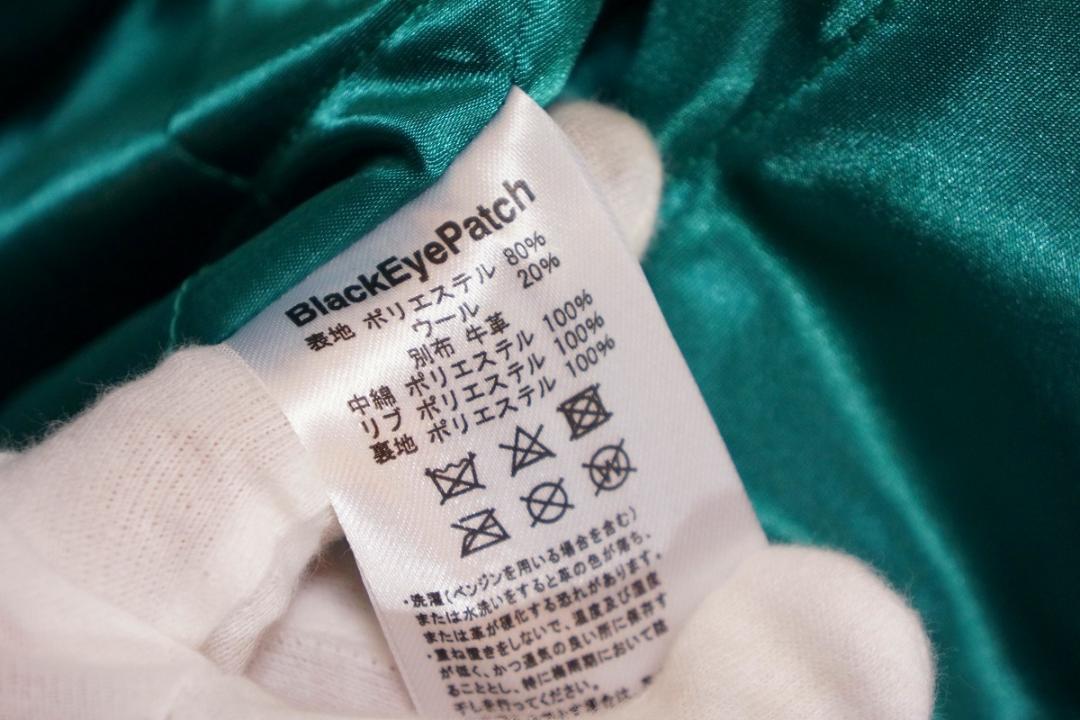 BlackEyePatch
表地 ポリエステル 80%
ウール 20%
別布 牛革
中綿 ポリエステル 100%
リブ ポリエステル 100%
裏地 ポリエステル 100%
W
・洗濯(ベンジンを用いる場合を含む)
または水洗いをすると革の色が落ち、
または革が硬化する恐れがあります。
・重ね置きをしないで、温度及び湿度
が低く、かつ通気の良い所に保存す
ることとし、特に梅雨期において陰
干しを行ってください。